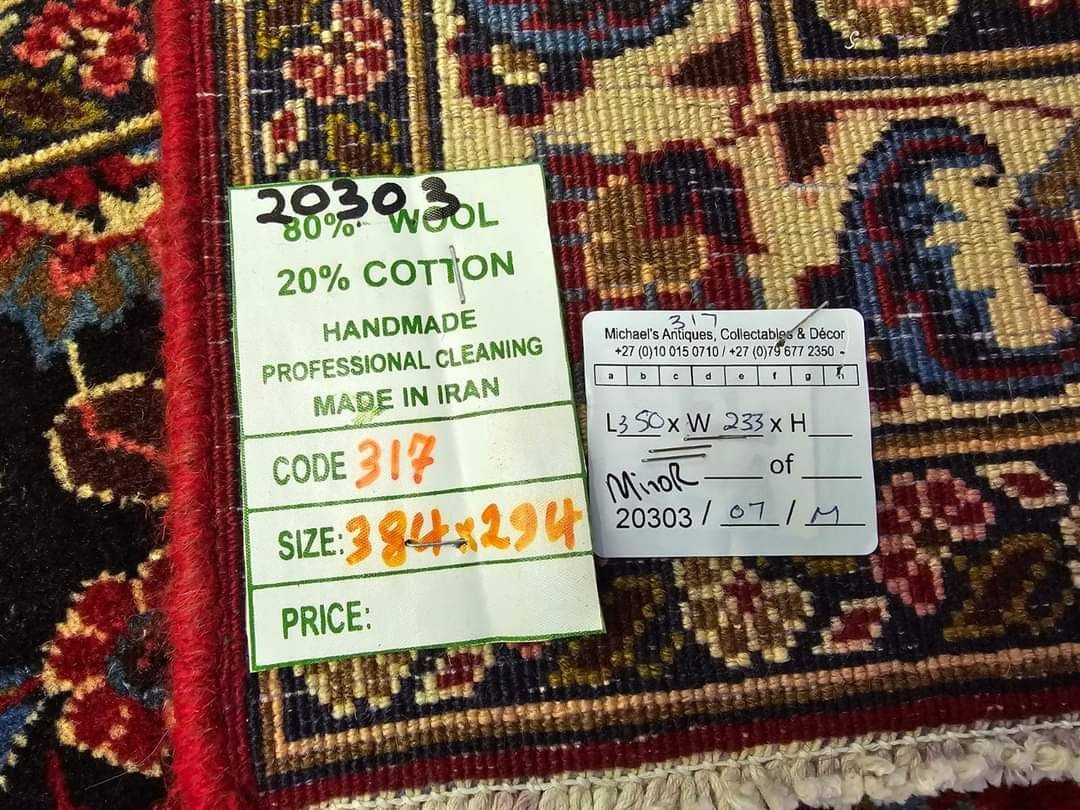 20303
80% WOOL
20% COTTON
HANDMADE
PROFESSIONAL CLEANING
MADE IN IRAN
CODE 317
SIZE: 384x294
PRICE:
317
Michael's Antiques, Collectables & Décor
+27 (0)10 015 0710 / +27 (0)79 677 2350
a b c d e f g h
L 350 x W 233 x H
MinoR of
20303 / 07 / M